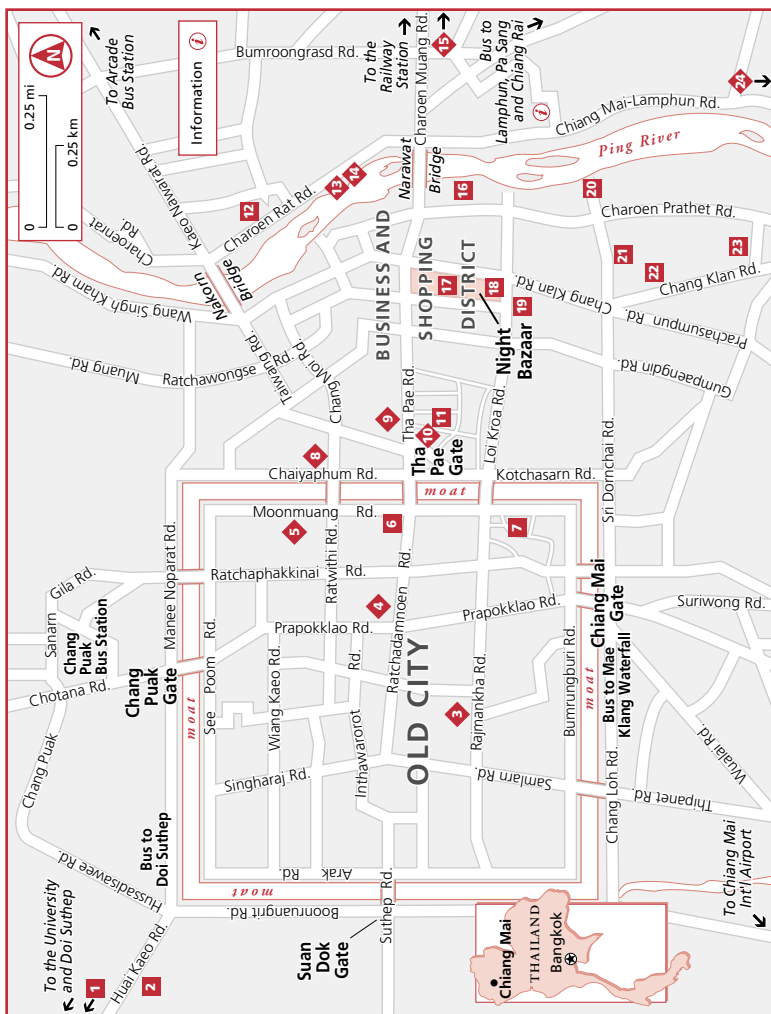 N
0
0.25 mi
0
0.25 km
Information
i
To Arcade
Bus Station
Bumroongrasd Rd.
To the
Railway
Station
15
Bus to
Lamphun, Pa Sang
and Chiang Rai
24
Kaeo Nawarat Rd.
Charoenrat
Rd.
12
Charoen Rat Rd.
13
14
Charoen Muang Rd.
Narawat
Bridge
i
Chiang Mai-Lamphun Rd.
Ping River
Wang Singh Kham Rd.
Nakorn
Bridge
16
20
Charoen Prathet Rd.
BUSINESS AND
SHOPPING
DISTRICT
17
18
19
21
22
23
Chang Klan Rd.
Chang Klan Rd.
Night
Bazaar
Prachasumpun Rd.
Muang Rd.
Ratchawongse Rd.
Taiwang Rd.
Chang Moi Rd.
Gumpaengdin Rd.
9
Tha Pae Rd.
10
11
Tha
Pae
Gate
Loi Kroa Rd.
8
Chaiyaphum Rd.
Kotchasarn Rd.
Sri Dornchai Rd.
moat
Moonmuang Rd.
5
6
7
Manee Noparat Rd.
Gila Rd.
Sanarn
Ratchaphakkinai Rd.
Ratwithi Rd.
4
Prapokklao Rd.
Prapokklao Rd.
Chiang Mai
Gate
Suriwong Rd.
Chang
Puak
Bus Station
Chotana Rd.
Chang
Puak
Gate
moat
See Poom Rd.
Wiang Kaeo Rd.
Inthawarorot Rd.
Ratchadamnoen Rd.
OLD CITY
3
Rajmankha Rd.
Bumrungburi Rd.
moat
Bus to Mae
Klang Waterfall
Wualai Rd.
Chang Puak
Singharaj Rd.
Samlarn Rd.
Thipanet Rd.
Chang Loh Rd.
Bus to
Doi Suthep
Hussadisawee Rd.
Arak Rd.
moat
Boonruangrit Rd.
Suthep Rd.
Suan
Dok
Gate
To the University
and Doi Suthep
1
Huai Kaeo Rd.
2
To Chiang Mai
Int'l Airport
Chiang Mai
THAILAND
Bangkok